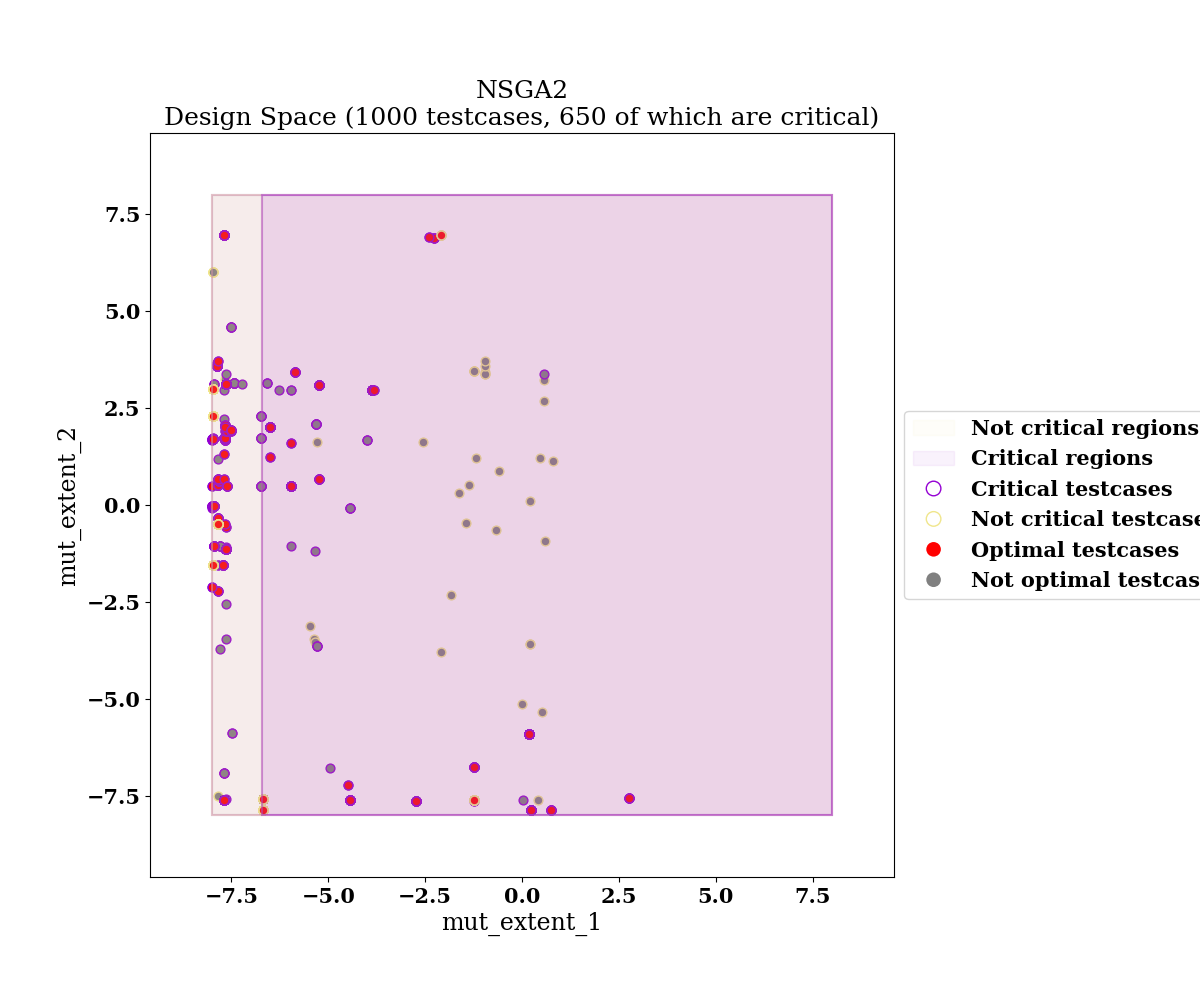 NSGA2
Design Space (1000 testcases, 650 of which are critical)
7.5
5.0
2.5
0.0
−2.5
−5.0
−7.5
mut_extent_2
−7.5 −5.0 −2.5 0.0 2.5 5.0 7.5
mut_extent_1
Not critical regions
Critical regions
Critical testcases
Not critical testcase
Optimal testcases
Not optimal testcas